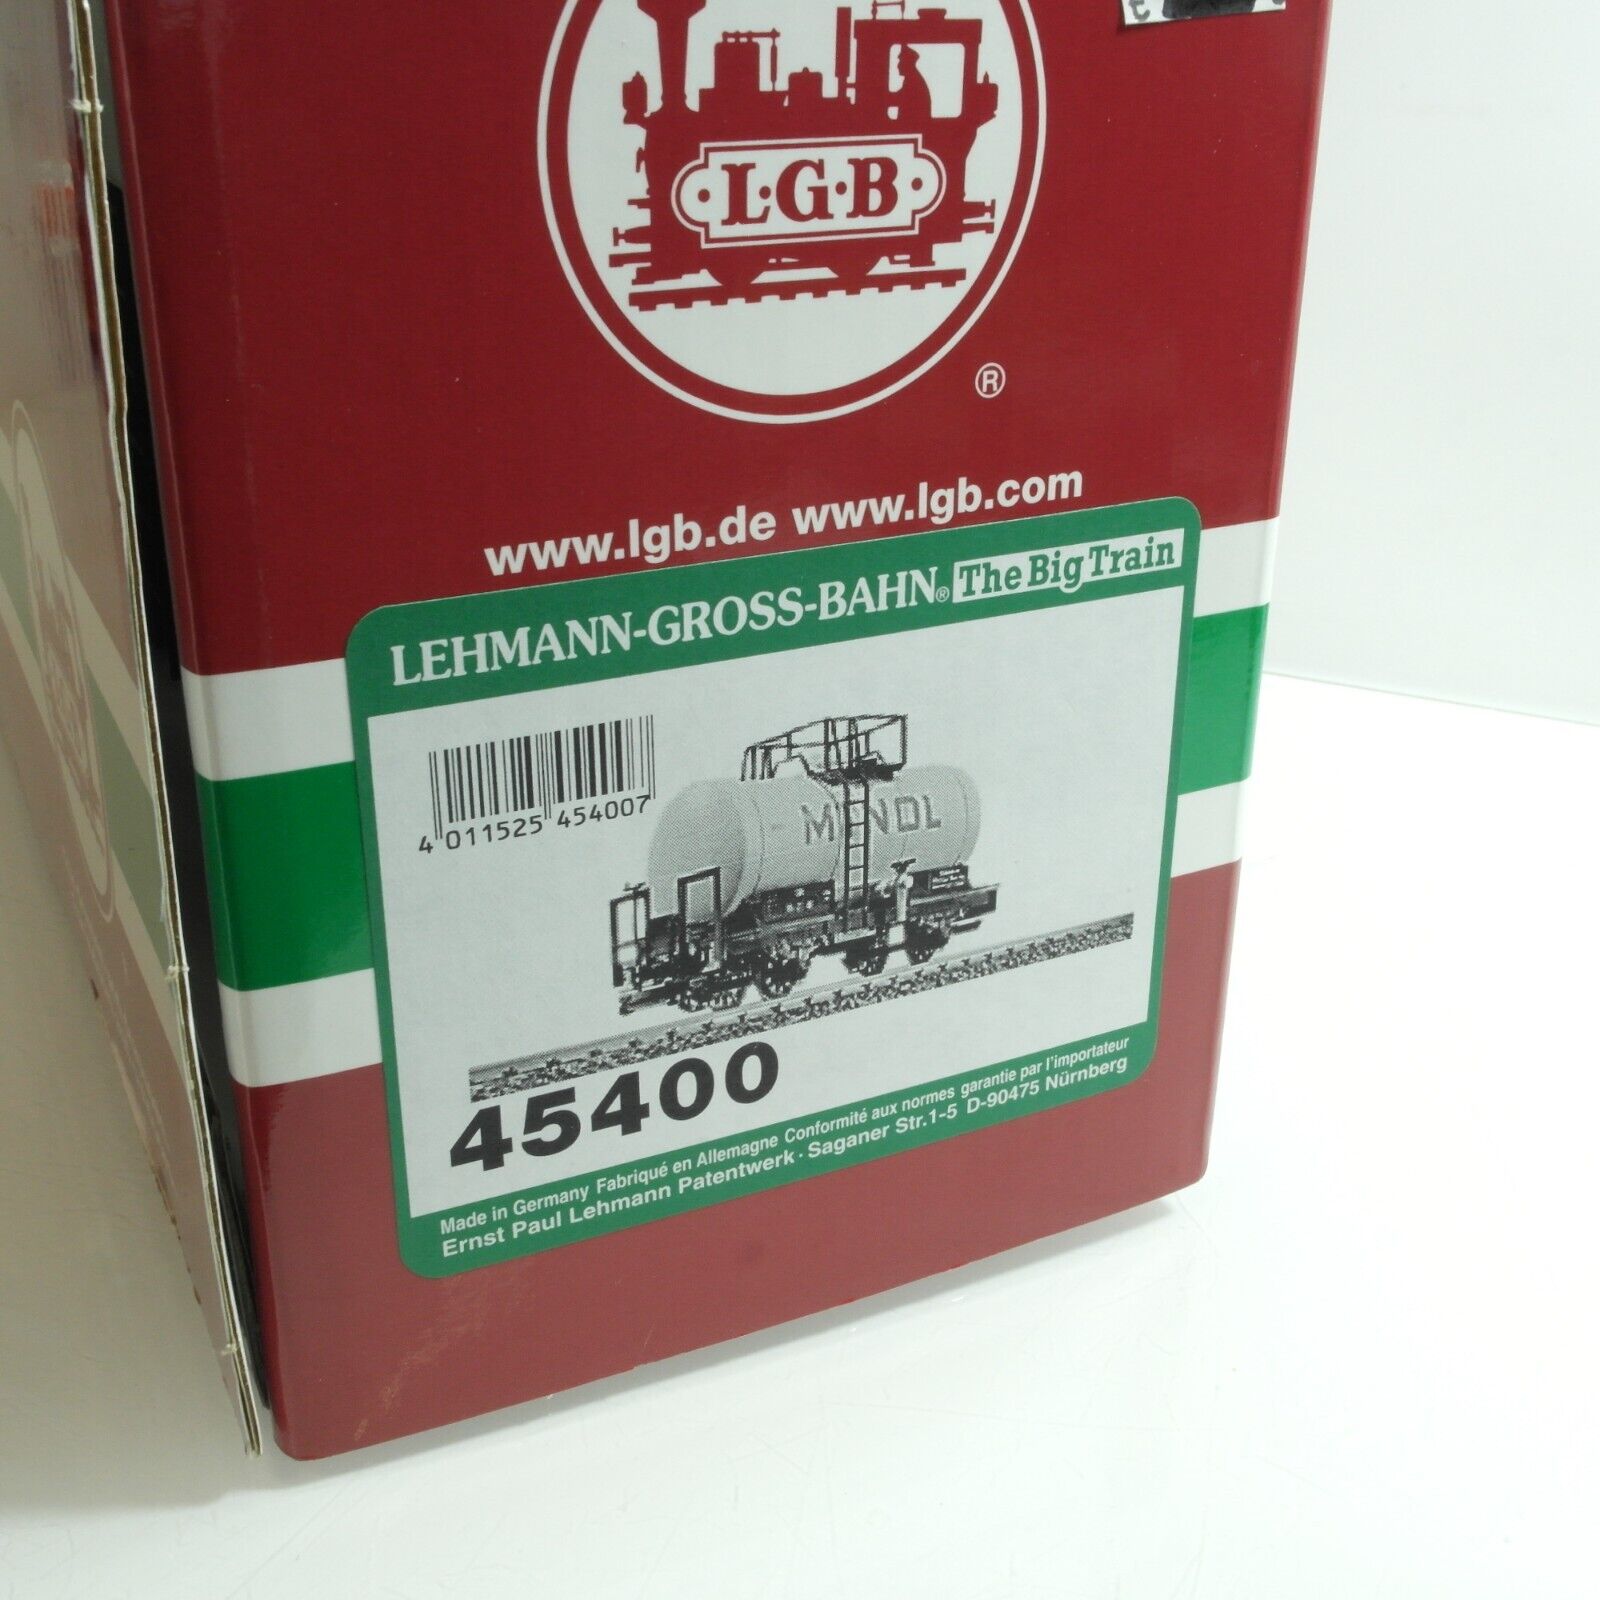 L·G·B
®
www.lgb.de www.lgb.com
LEHMANN-GROSS-BAHN® The Big Train
4 011525 454007
45400
Made in Germany Fabriqué en Allemagne Conformité aux normes garantie par l'importateur
Ernst Paul Lehmann Patentwerk · Saganer Str.1-5 D-90475 Nürnberg